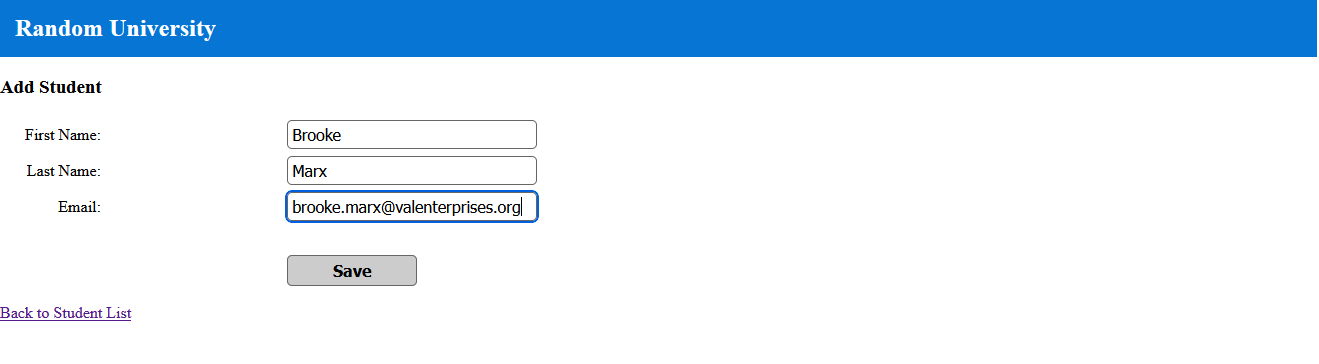 Random University
Add Student
First Name: Brooke
Last Name: Marx
Email: brooke.marx@valenterprises.org
Save
Back to Student List